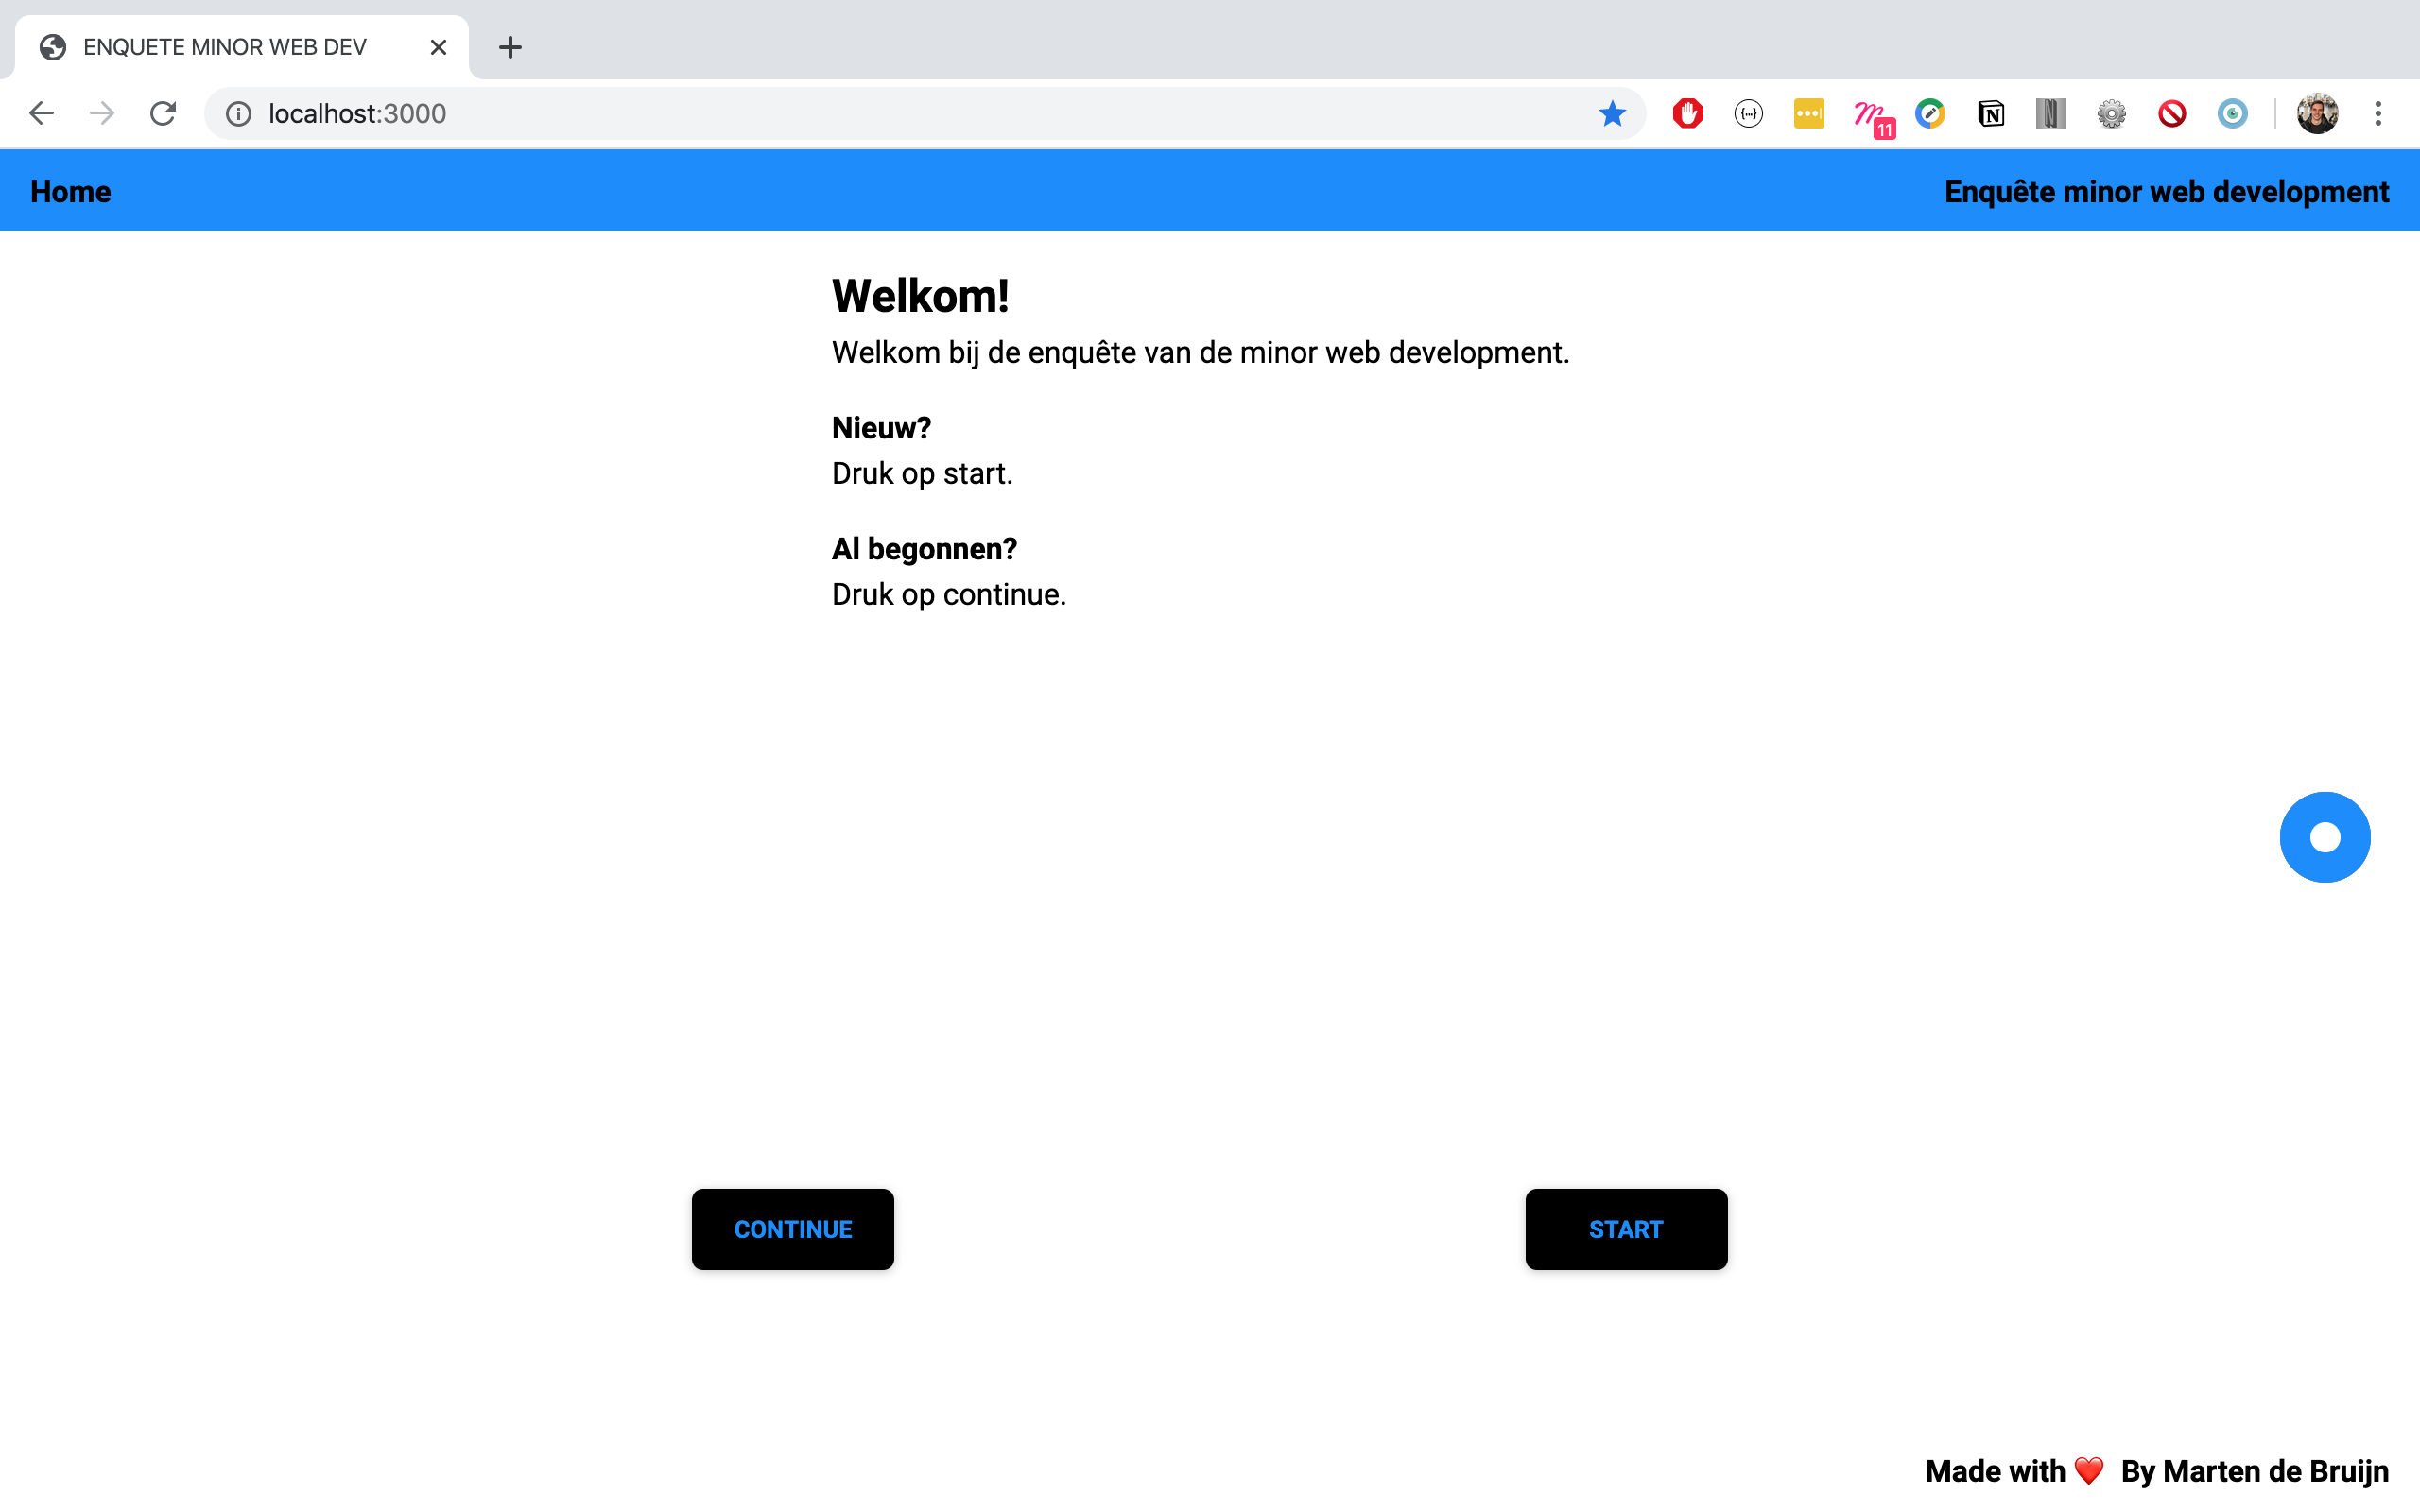 ENQUETE MINOR WEB DEV
localhost:3000
11
Home
Enquête minor web development
Welkom!
Welkom bij de enquête van de minor web development.
Nieuw?
Druk op start.
Al begonnen?
Druk op continue.
CONTINUE
START
Made with ❤️ By Marten de Bruijn